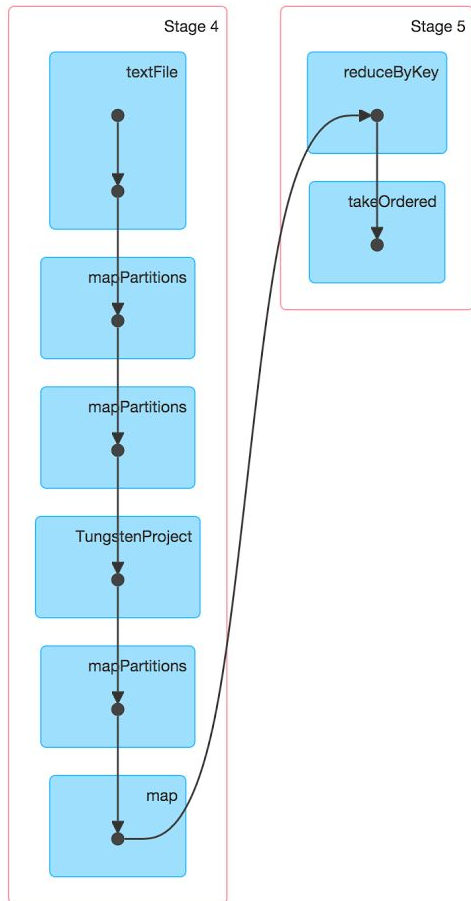 Stage 4
textFile
mapPartitions
mapPartitions
TungstenProject
mapPartitions
map
Stage 5
reduceByKey
takeOrdered